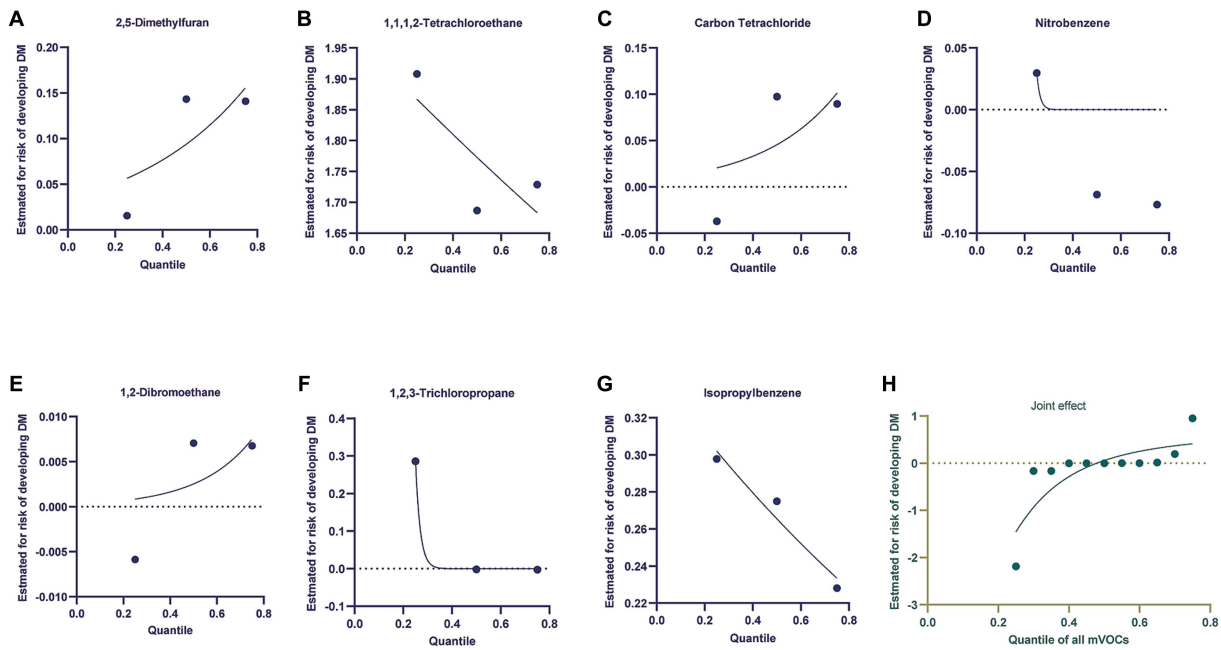 A
2,5-Dimethylfuran
Estmated for risk of developing DM
0.20
0.15
0.10
0.05
0.00
0.0 0.2 0.4 0.6 0.8
Quantile
B
1,1,1,2-Tetrachloroethane
Estmated for risk of developing DM
1.95
1.90
1.85
1.80
1.75
1.70
1.65
0.0 0.2 0.4 0.6 0.8
Quantile
C
Carbon Tetrachloride
Estmated for risk of developing DM
0.15
0.10
0.05
0.00
-0.05
0.0 0.2 0.4 0.6 0.8
Quantile
D
Nitrobenzene
Estmated for risk of developing DM
0.05
0.00
-0.05
-0.10
0.0 0.2 0.4 0.6 0.8
Quantile
E
1,2-Dibromoethane
Estmated for risk of developing DM
0.010
0.005
0.000
-0.005
-0.010
0.0 0.2 0.4 0.6 0.8
Quantile
F
1,2,3-Trichloropropane
Estmated for risk of developing DM
0.4
0.3
0.2
0.1
0.0
-0.1
0.0 0.2 0.4 0.6 0.8
Quantile
G
Isopropylbenzene
Estmated for risk of developing DM
0.32
0.30
0.28
0.26
0.24
0.22
0.0 0.2 0.4 0.6 0.8
Quantile
H
Joint effect
Estmated for risk of developing DM
1
0
-1
-2
-3
0.0 0.2 0.4 0.6 0.8
Quantile of all mVOCs